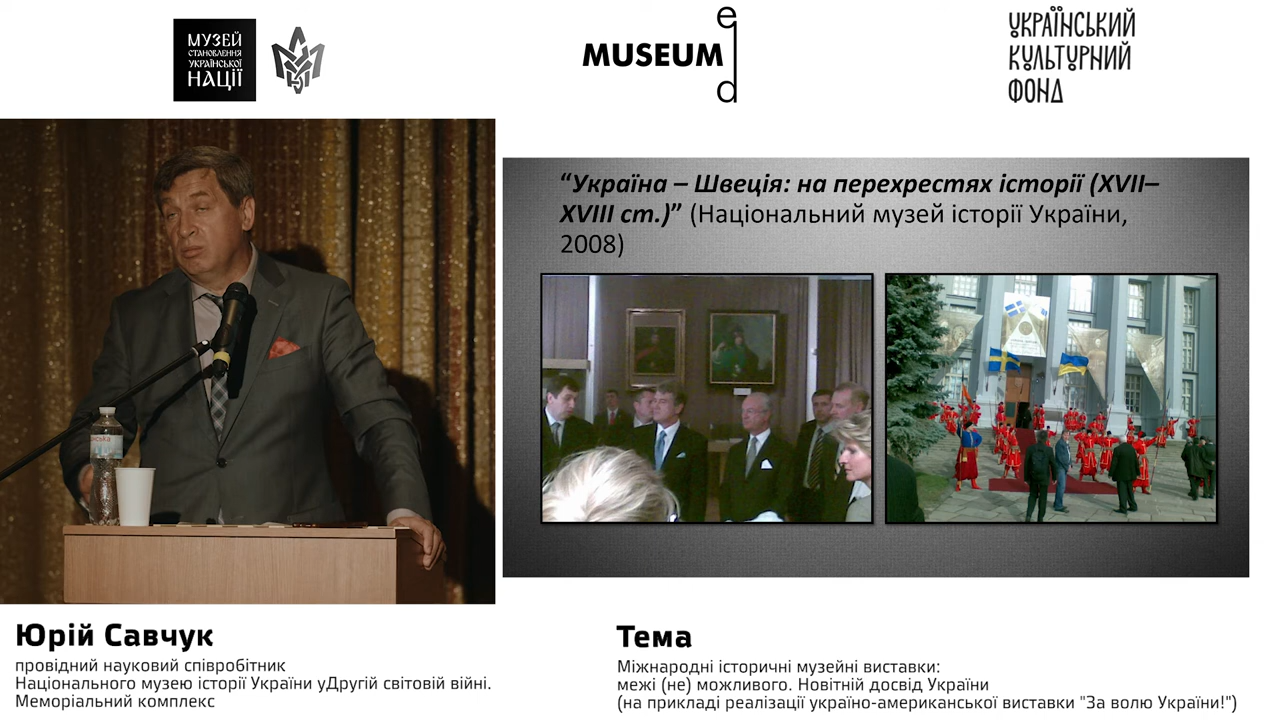 МУЗЕЙ
СТАНОВЛЕННЯ
УКРАЇНСЬКОЇ
НАЦІЇ
MUSEUM
ed
УКРАЇНСЬКИЙ
КУЛЬТУРНИЙ
ФОНД
“Україна – Швеція: на перехрестях історії (XVII–
XVIII ст.)” (Національний музей історії України,
2008)
Юрій Савчук
провідний науковий співробітник
Національного музею історії України уДругій світовій війні.
Меморіальний комплекс
Тема
Міжнародні історичні музейні виставки:
межі (не) можливого. Новітній досвід України
(на прикладі реалізації україно-американської виставки "За волю України!")